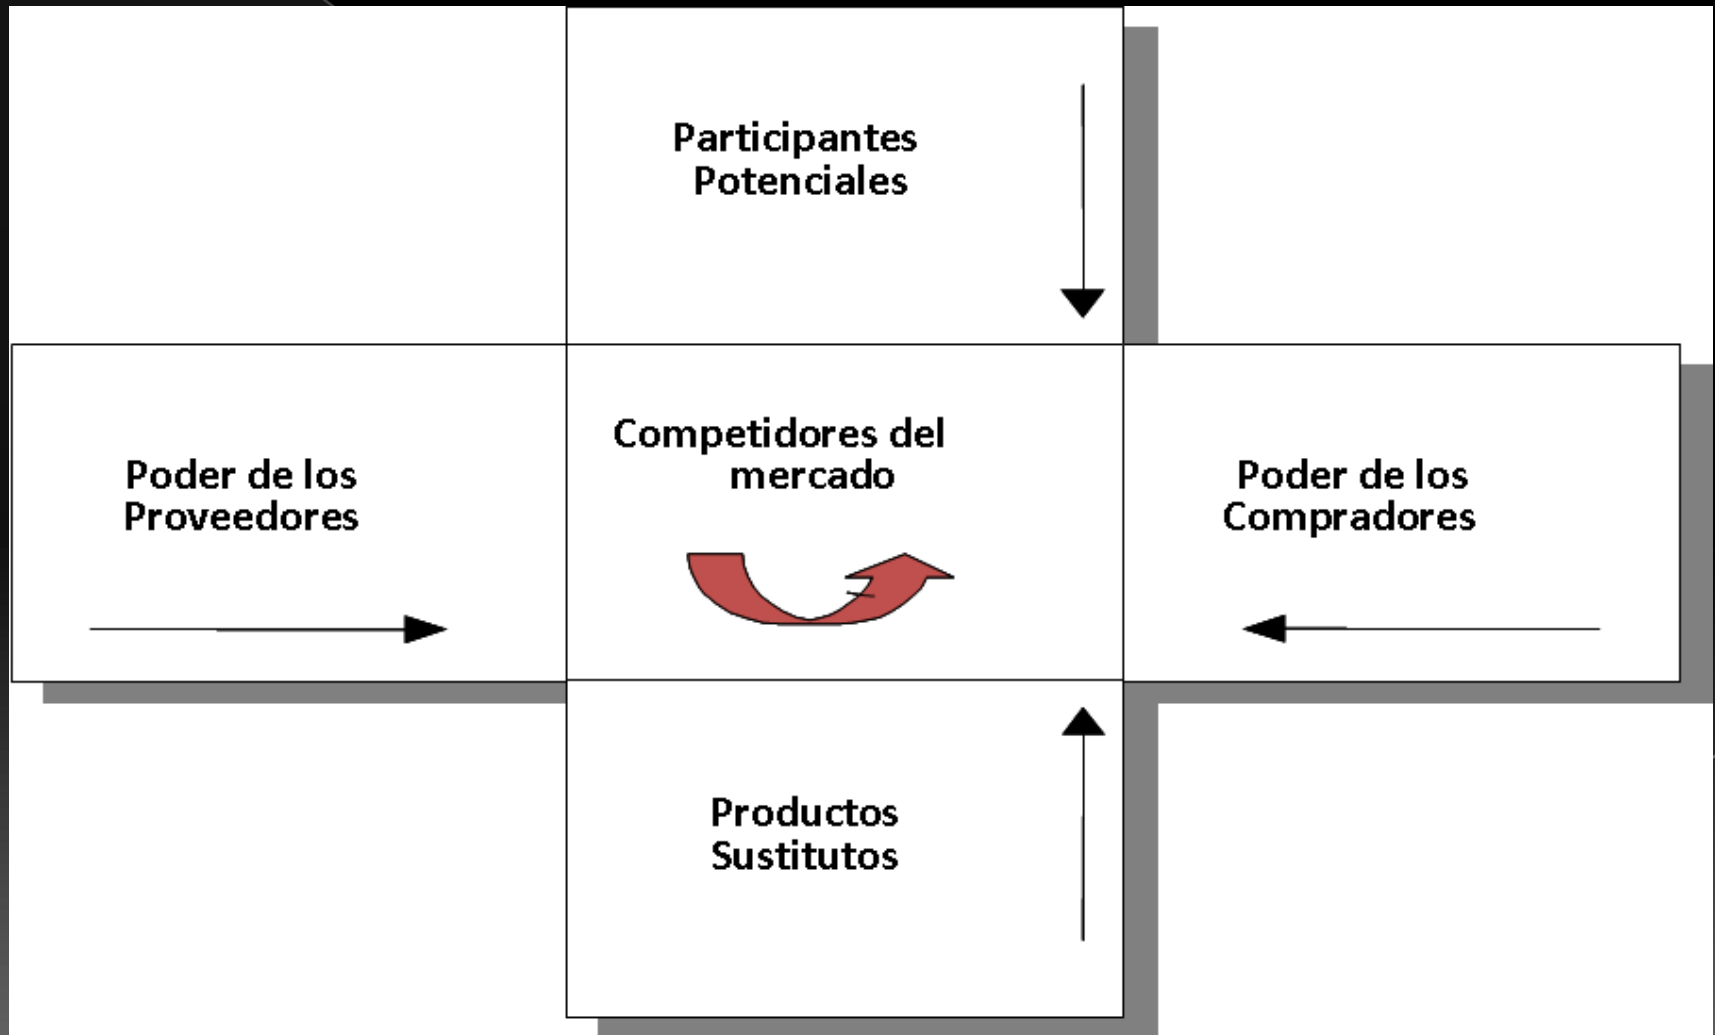 Participantes
Potenciales
Competidores del
mercado
Poder de los
Proveedores
Poder de los
Compradores
Productos
Sustitutos